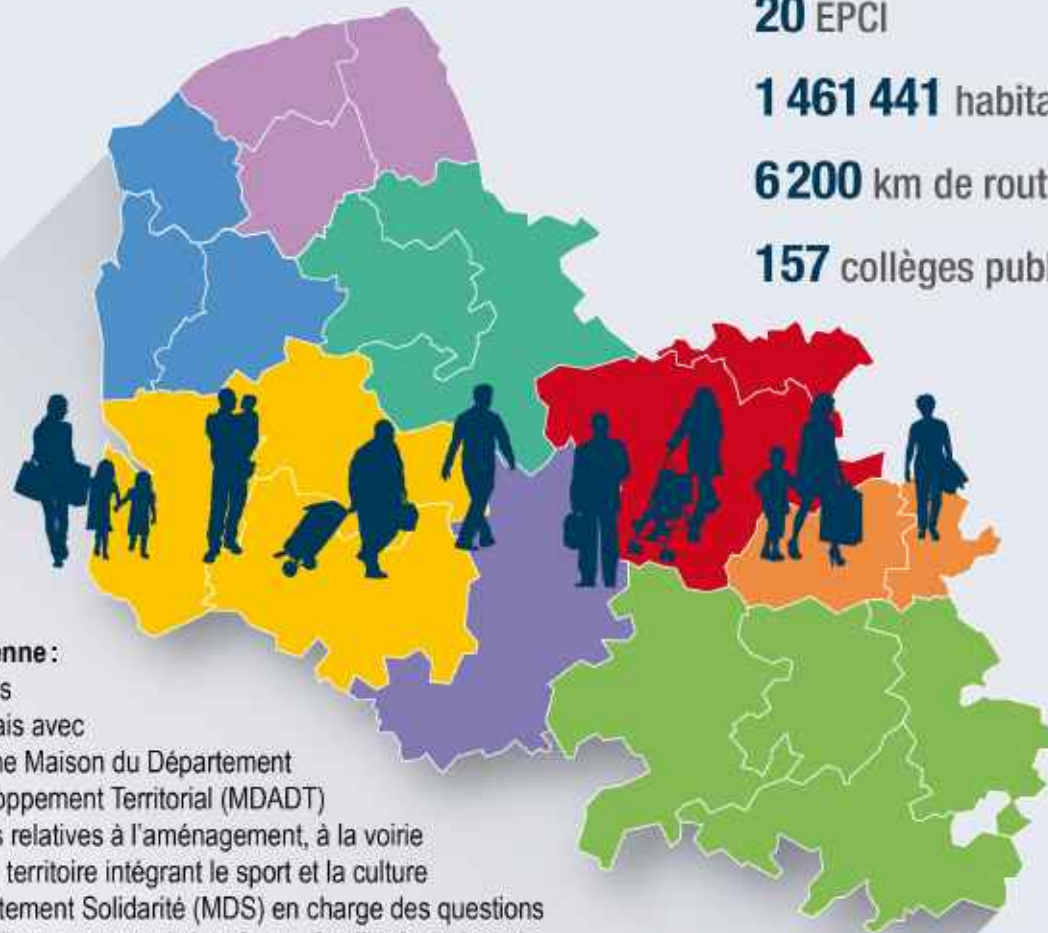 20 EPCI
1 461 441 habita
6 200 km de rout
157 collèges publ
enne :
s
ais avec
ne Maison du Département
oppement Territorial (MDADT)
s relatives à l'aménagement, à la voirie
territoire intégrant le sport et la culture
tement Solidarité (MDS) en charge des questions